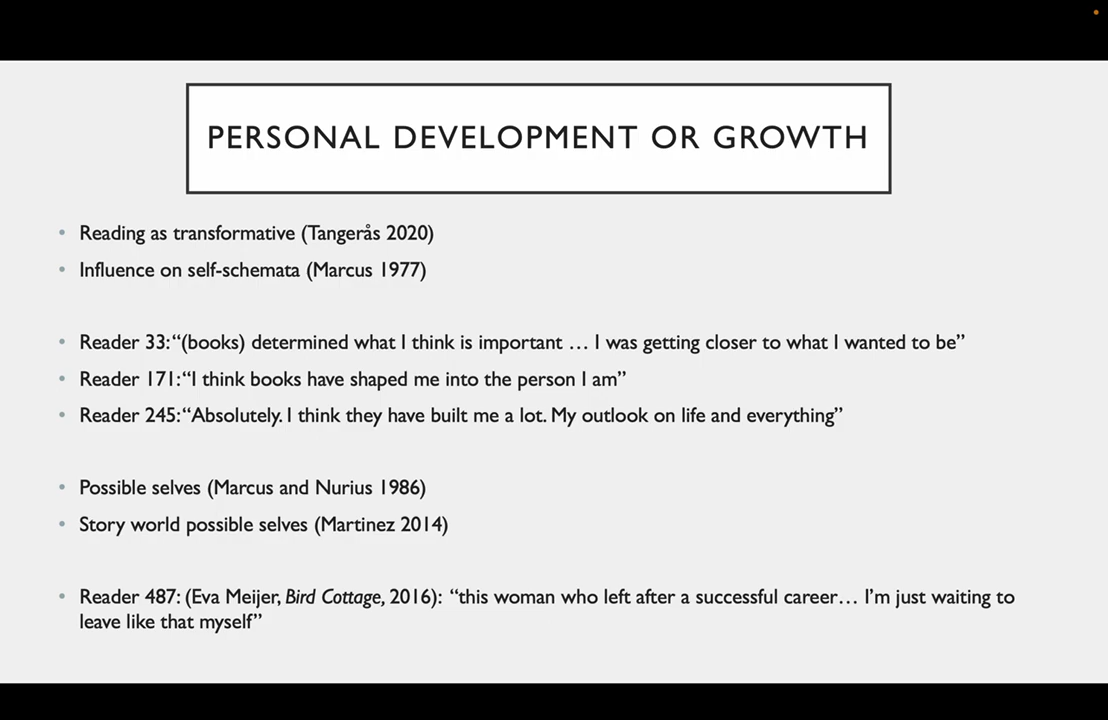 PERSONAL DEVELOPMENT OR GROWTH
• Reading as transformative (Tangerås 2020)
• Influence on self-schemata (Marcus 1977)
• Reader 33: “(books) determined what I think is important … I was getting closer to what I wanted to be”
• Reader 171: “I think books have shaped me into the person I am”
• Reader 245: “Absolutely. I think they have built me a lot. My outlook on life and everything”
• Possible selves (Marcus and Nurius 1986)
• Story world possible selves (Martinez 2014)
• Reader 487: (Eva Meijer, Bird Cottage, 2016): “this woman who left after a successful career… I’m just waiting to
leave like that myself”